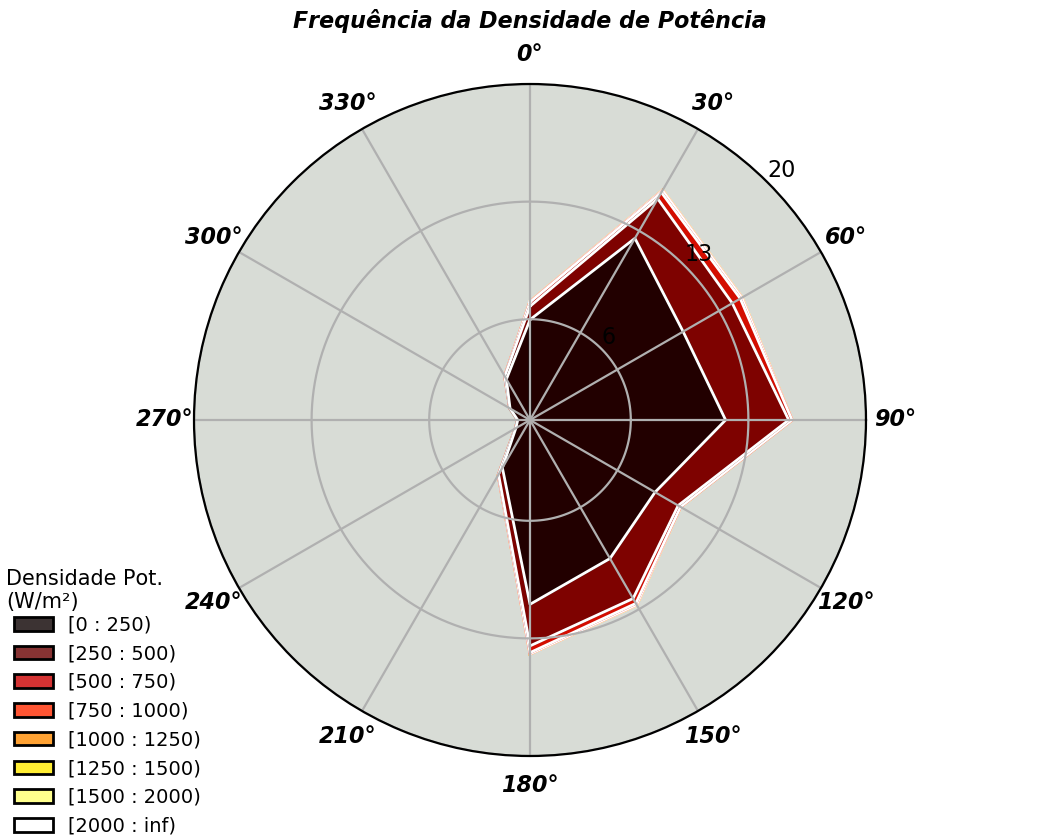 Frequência da Densidade de Potência
0°
330°
30°
20
300°
60°
13
6
270°
90°
240°
120°
210°
150°
180°
Densidade Pot.
(W/m²)
[0 : 250)
[250 : 500)
[500 : 750)
[750 : 1000)
[1000 : 1250)
[1250 : 1500)
[1500 : 2000)
[2000 : inf)